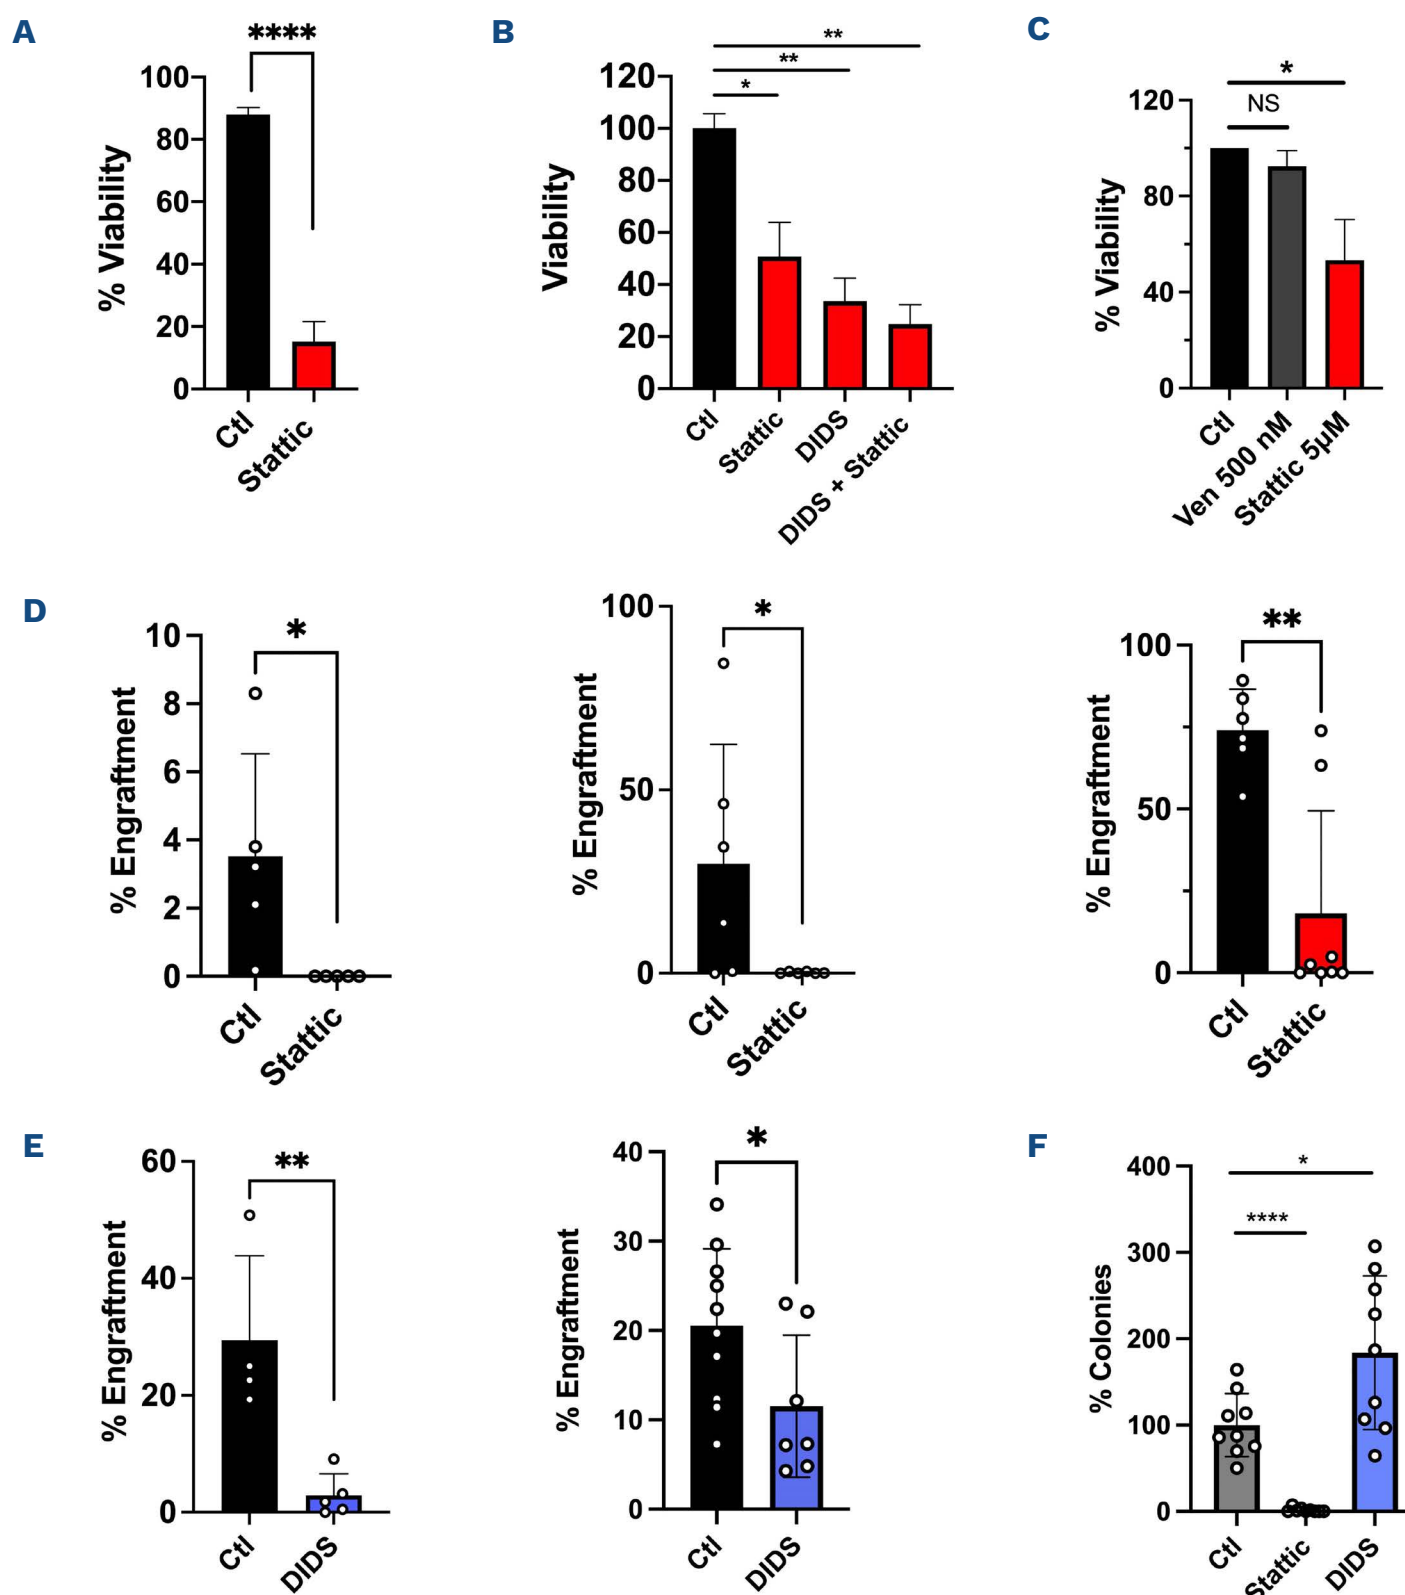 A
****
% Viability
100
80
60
40
20
0
Ctl
Stattic
B
**
**
*
Viability
120
100
80
60
40
20
0
Ctl
Stattic
DIDS
DIDS + Stattic
C
*
NS
% Viability
120
80
40
0
Ctl
Ven 500 nM
Stattic 5µM
D
*
% Engraftment
10
8
6
4
2
0
Ctl
Stattic
*
% Engraftment
100
50
0
Ctl
Stattic
**
% Engraftment
100
50
0
Ctl
Stattic
E
**
% Engraftment
60
40
20
0
Ctl
DIDS
*
% Engraftment
40
30
20
10
0
Ctl
DIDS
F
*
****
% Colonies
400
300
200
100
0
Ctl
Stattic
DIDS